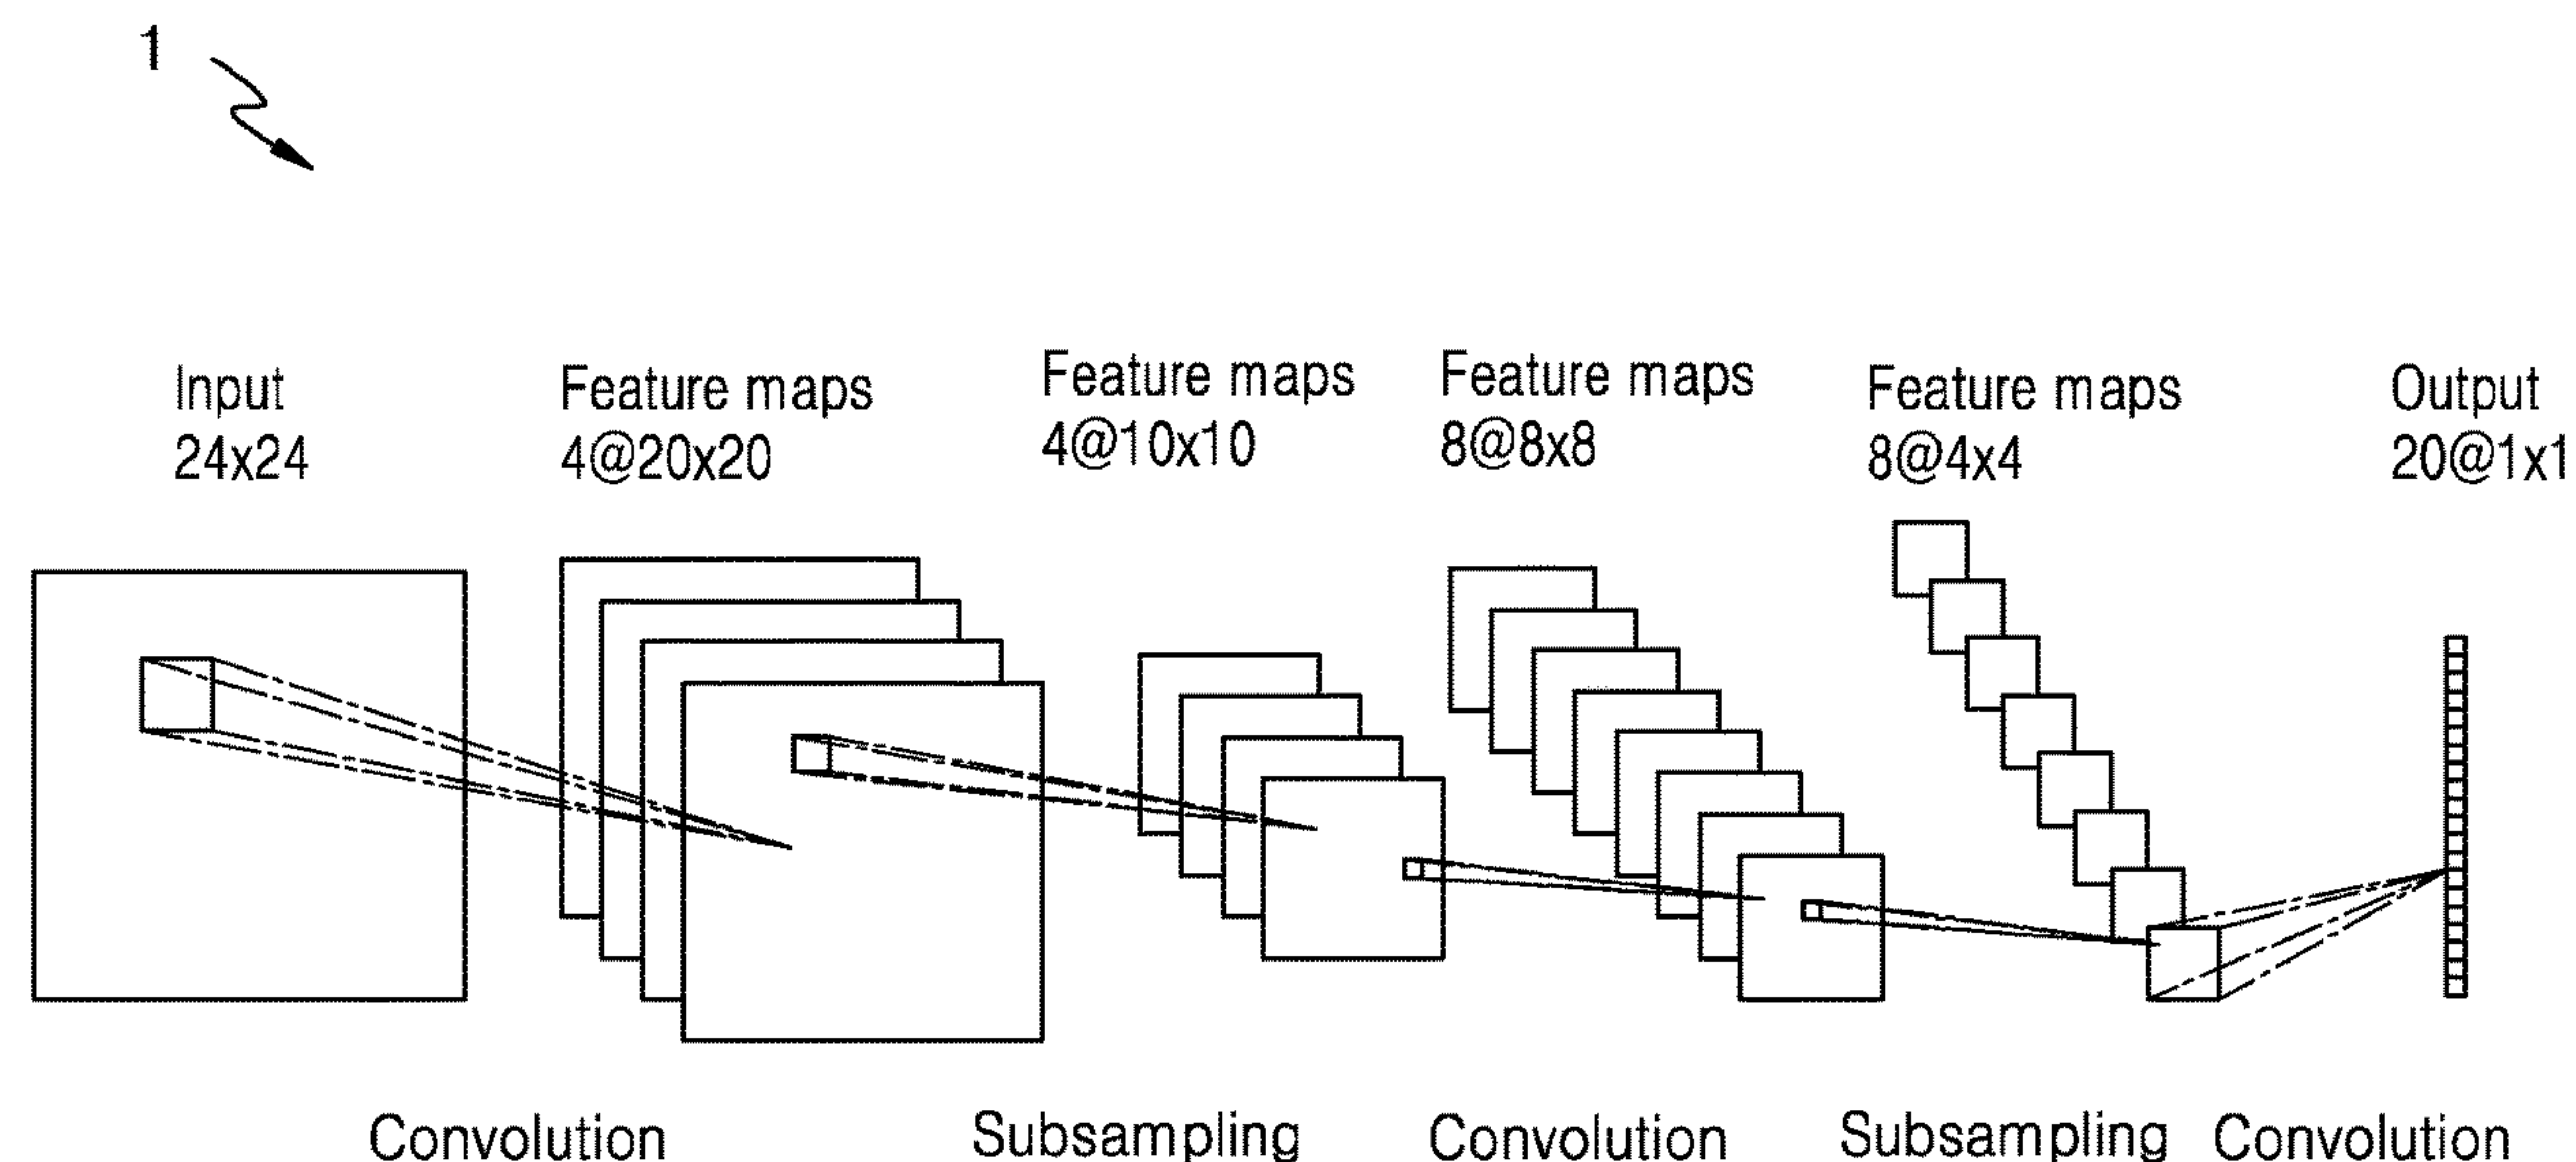 1
Input
24x24
Feature maps
4@20x20
Feature maps
4@10x10
Feature maps
8@8x8
Feature maps
8@4x4
Output
20@1x1
Convolution
Subsampling
Convolution
Subsampling
Convolution